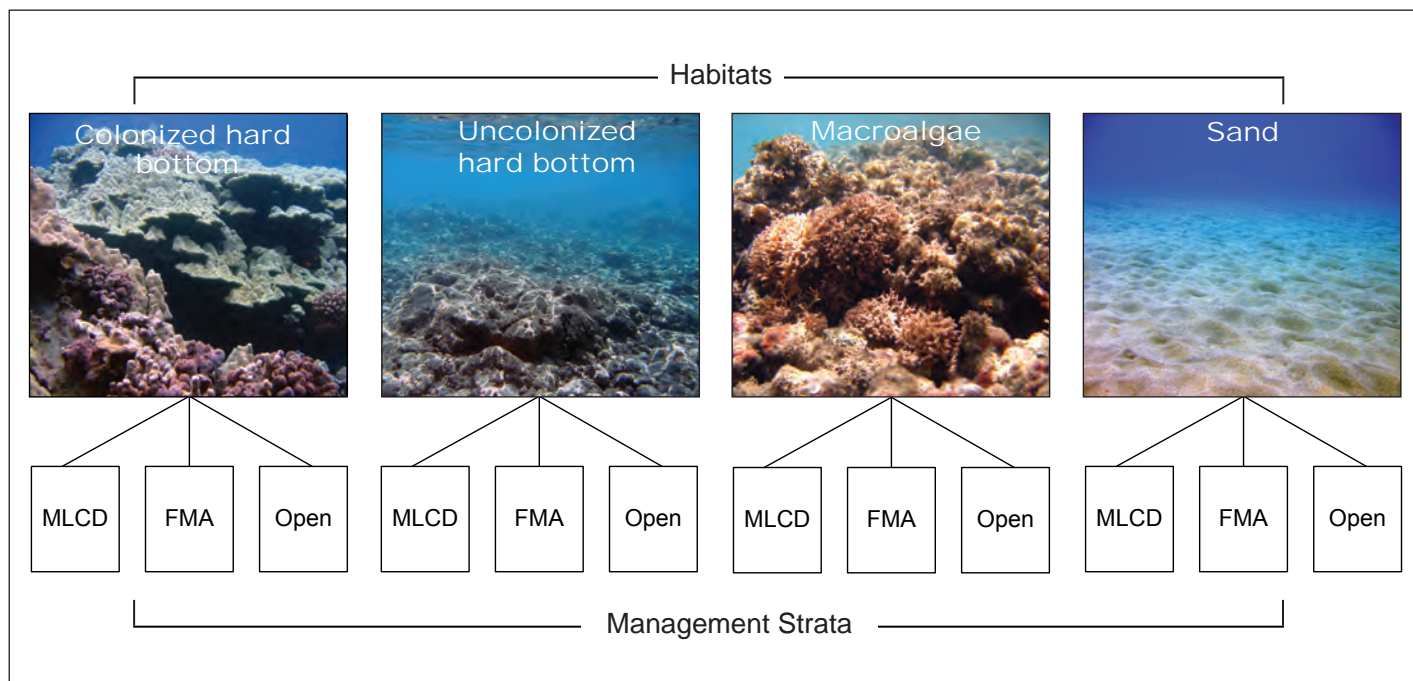 Habitats
Colonized hard
bottom
Uncolonized
hard bottom
Macroalgae
Sand
MLCD
FMA
Open
MLCD
FMA
Open
MLCD
FMA
Open
MLCD
FMA
Open
Management Strata